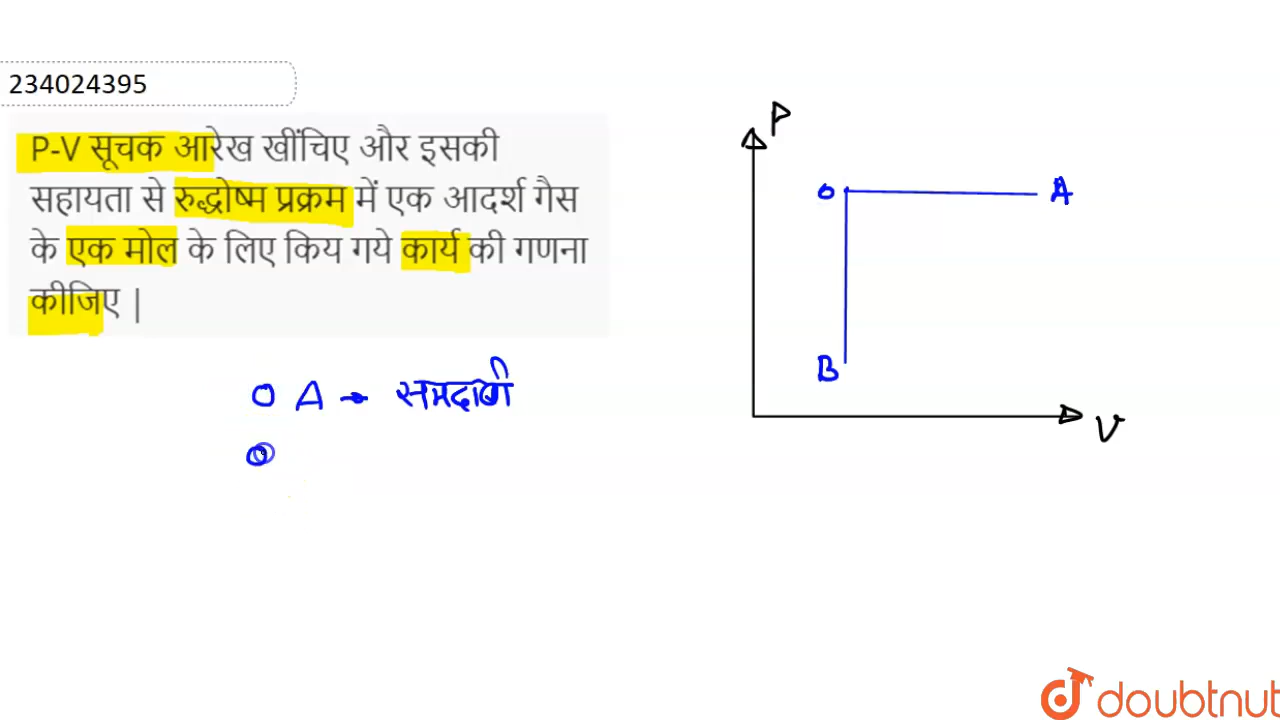 234024395
P-V सूचक आरेख खींचिए और इसकी
सहायता से रुद्धोष्म प्रक्रम में एक आदर्श गैस
के एक मोल के लिए किय गये कार्य की गणना
कीजिए |
P
O A
B
V
O A → समदाबी
O
doubtnut